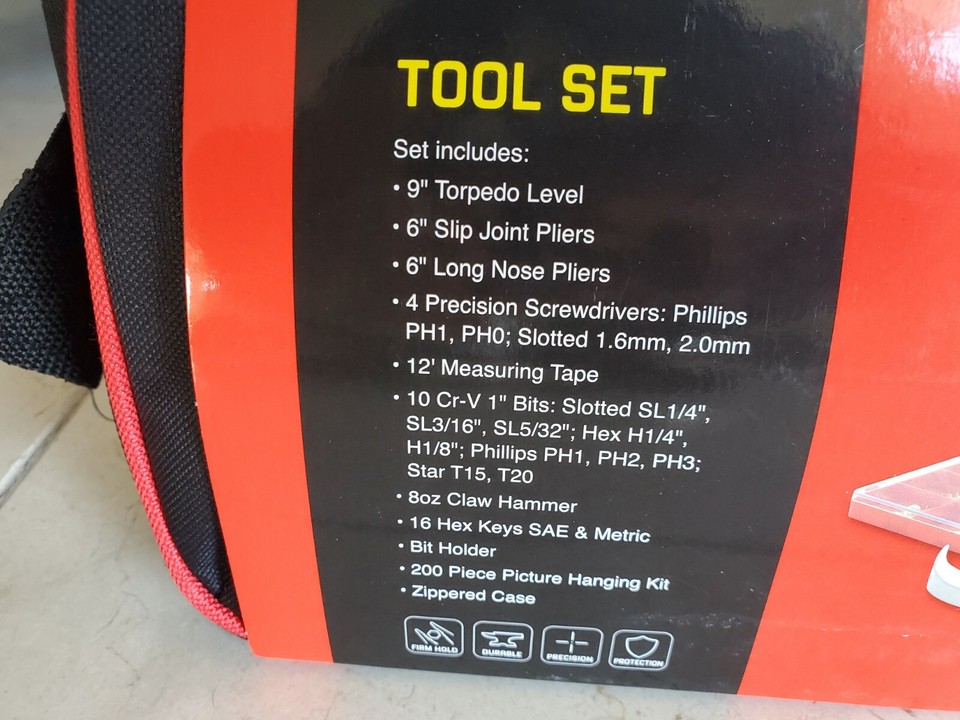 TOOL SET
Set includes:
• 9" Torpedo Level
• 6" Slip Joint Pliers
• 6" Long Nose Pliers
• 4 Precision Screwdrivers: Phillips
PH1, PH0; Slotted 1.6mm, 2.0mm
• 12' Measuring Tape
• 10 Cr-V 1" Bits: Slotted SL1/4",
SL3/16", SL5/32"; Hex H1/4",
H1/8"; Phillips PH1, PH2, PH3;
Star T15, T20
• 8oz Claw Hammer
• 16 Hex Keys SAE & Metric
• Bit Holder
• 200 Piece Picture Hanging Kit
• Zippered Case
FIRM HOLD DURABLE PRECISION PROTECTION